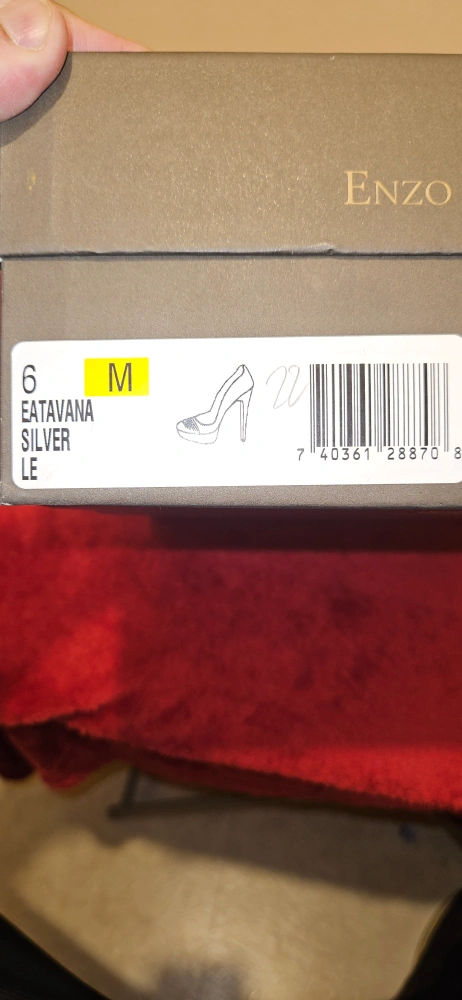 ENZO
6 M
EATAVANA
SILVER
LE
7 40361 28870 8